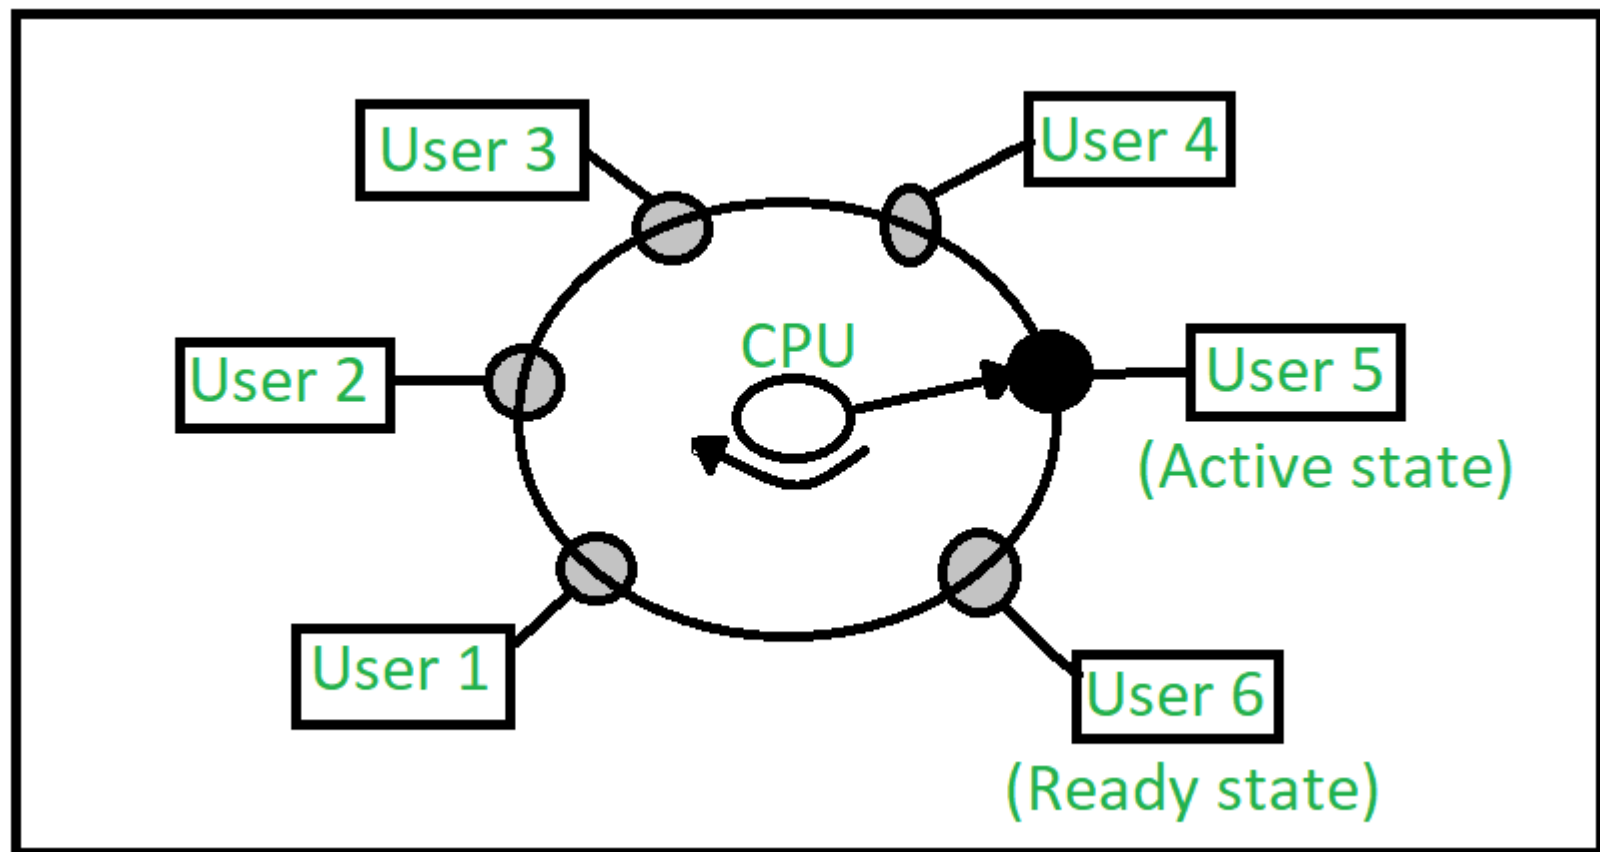 User 3
User 4
CPU
User 2
User 5
(Active state)
User 1
User 6
(Ready state)